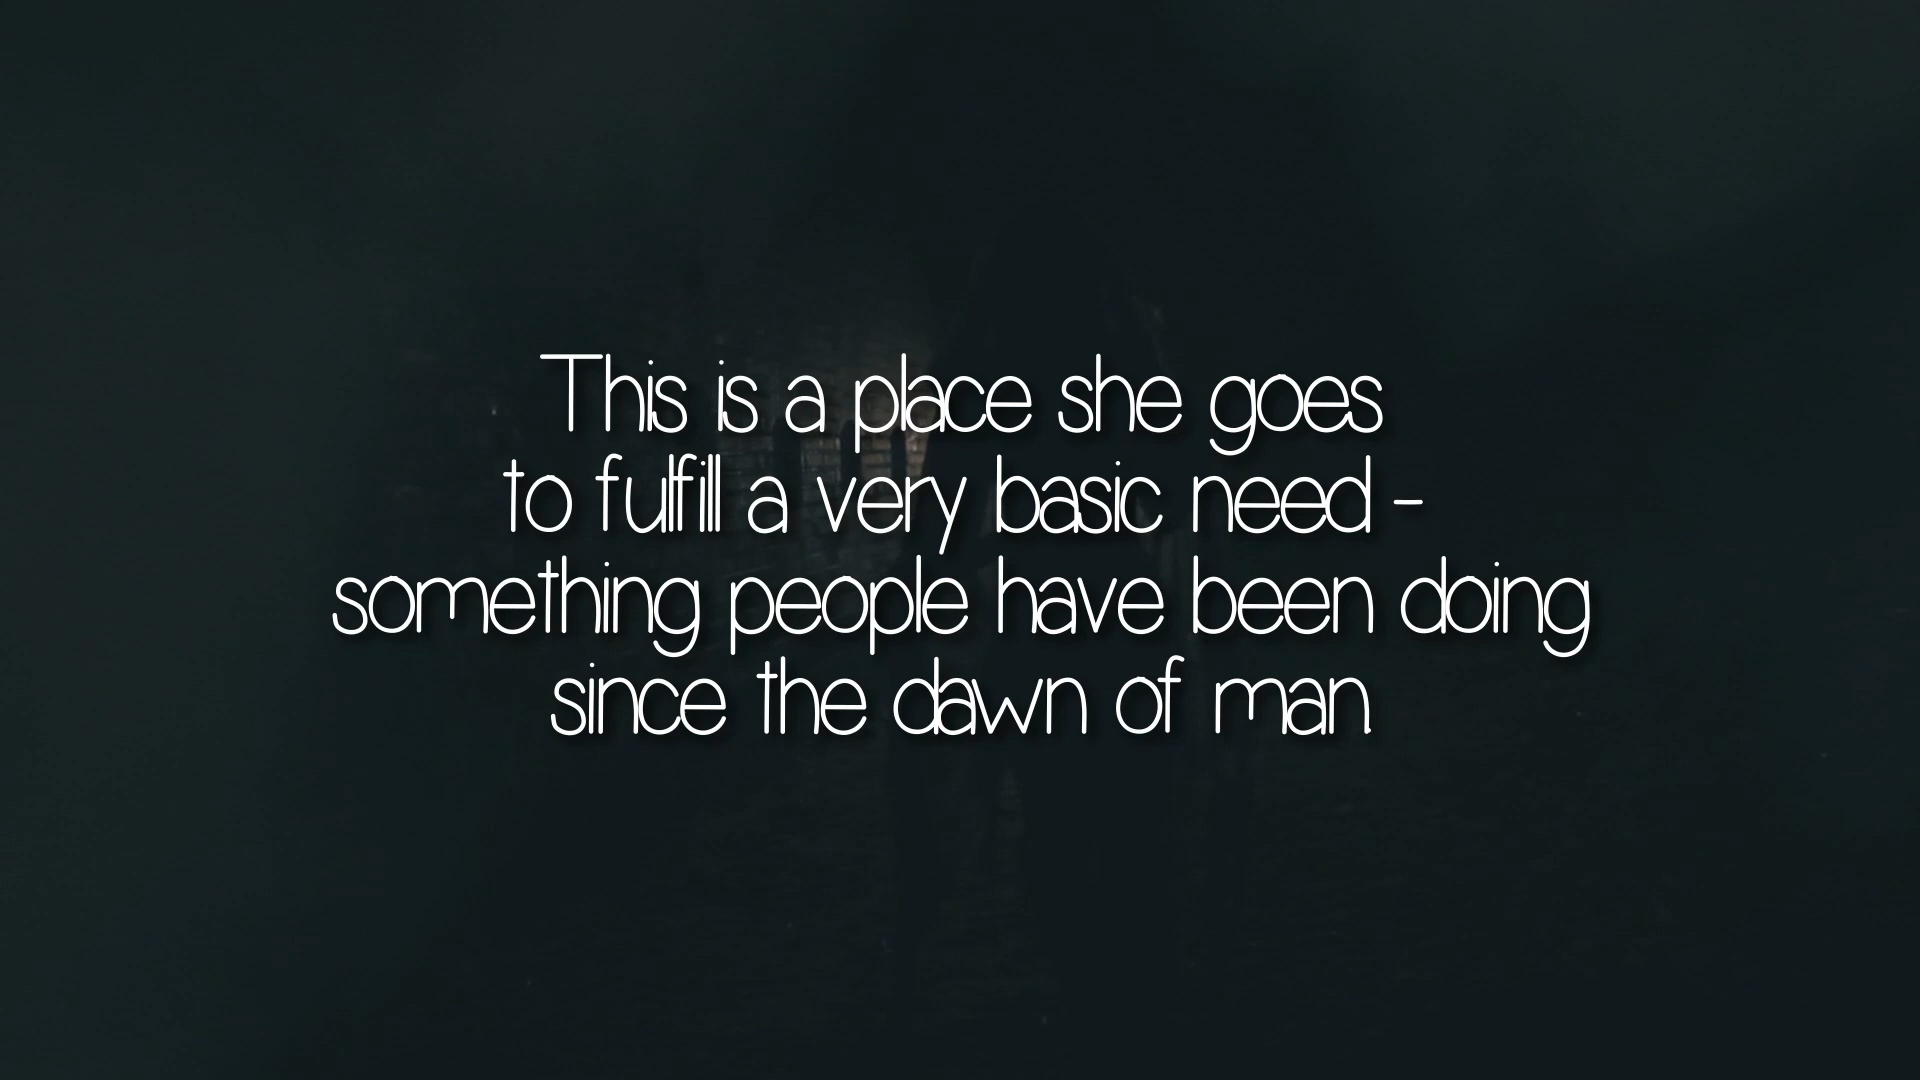 This is a place she goes
to fulfill a very basic need -
something people have been doing
since the dawn of man.